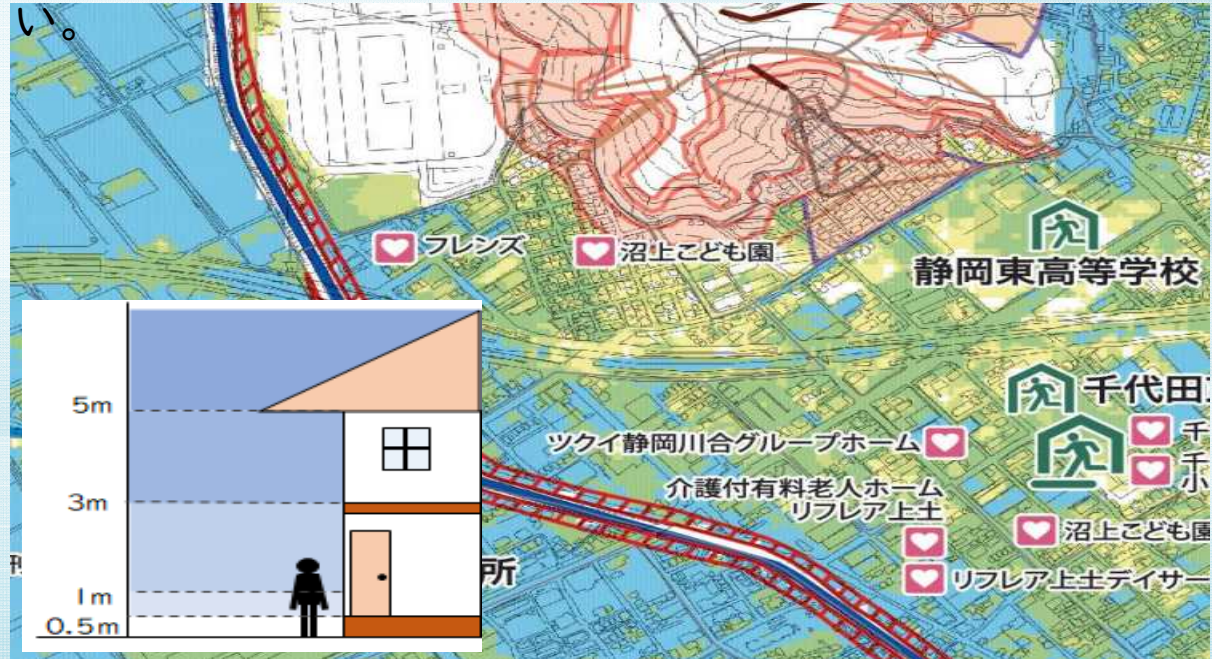 い。
フレンズ
沼上こども園
静岡東高等学校
千代田
ツクイ静岡川合グループホーム
千
千
小
介護付有料老人ホーム
リフレア上土
沼上こども園
リフレア上土デイサー
所
5m
3m
1m
0.5m